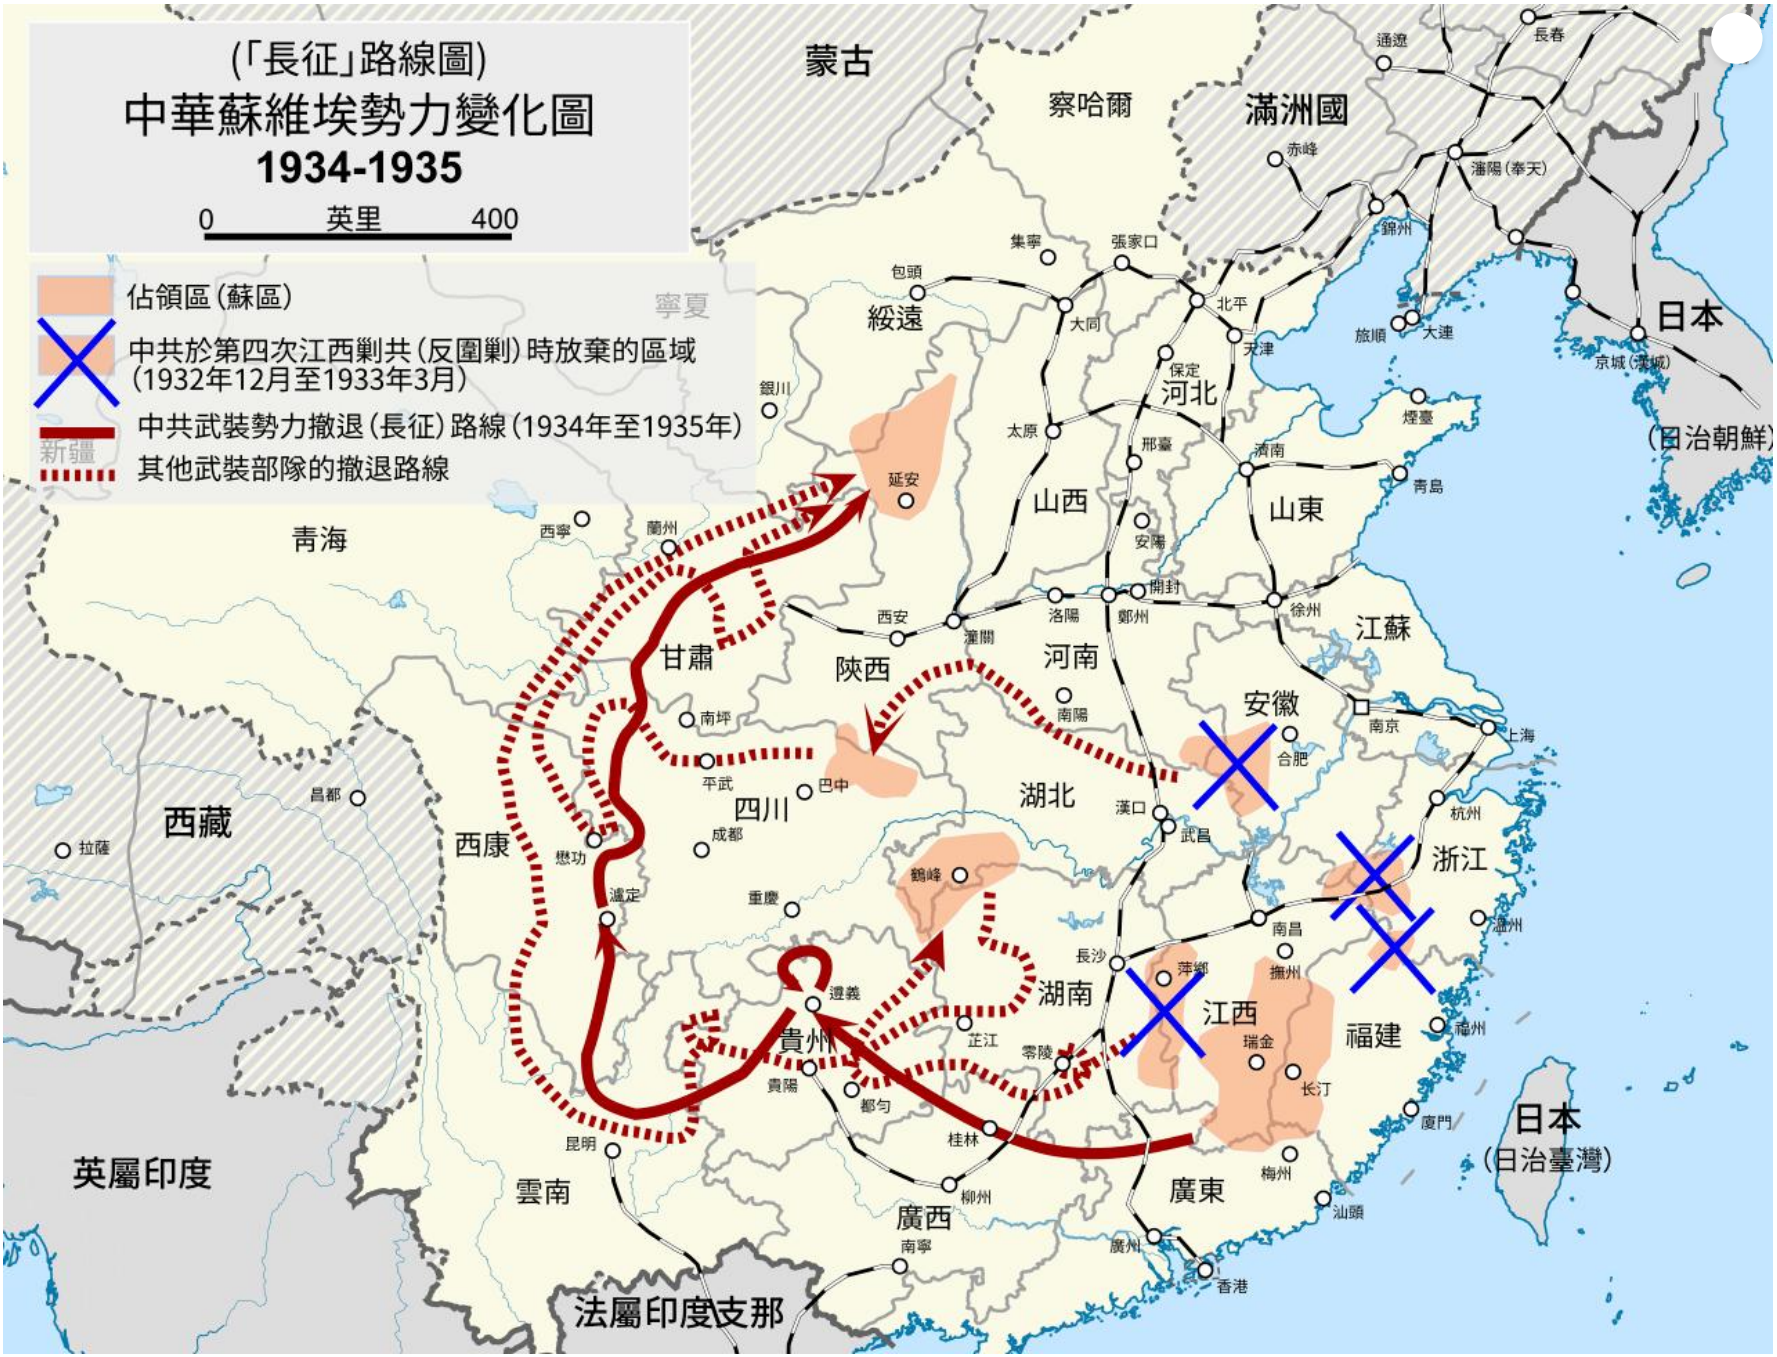 (「長征」路線圖)
中華蘇維埃勢力變化圖
1934-1935
0 英里 400
佔領區(蘇區)
中共於第四次江西剿共(反圍剿)時放棄的區域
(1932年12月至1933年3月)
中共武裝勢力撤退(長征)路線(1934年至1935年)
其他武裝部隊的撤退路線
新疆
寧夏
蒙古
察哈爾
滿洲國
通遼
長春
赤峰
瀋陽(奉天)
錦州
集寧
張家口
包頭
綏遠
大同
北平
天津
旅順
大連
日本
京城(漢城)
(日治朝鮮)
保定
河北
銀川
煙臺
太原
邢臺
濟南
延安
山西
山東
青島
西寧
蘭州
青海
安陽
西安
潼關
洛陽
開封
鄭州
徐州
江蘇
甘肅
陝西
河南
南坪
南陽
安徽
南京
上海
合肥
平武
巴中
四川
湖北
漢口
武昌
杭州
昌都
西藏
拉薩
西康
懋功
成都
浙江
鶴峰
瀘定
重慶
南昌
溫州
長沙
撫州
萍鄉
遵義
湖南
江西
貴州
芷江
零陵
瑞金
福建
福州
貴陽
都勻
长汀
廈門
日本
(日治臺灣)
桂林
昆明
梅州
英屬印度
雲南
柳州
廣東
汕頭
廣西
南寧
廣州
香港
法屬印度支那